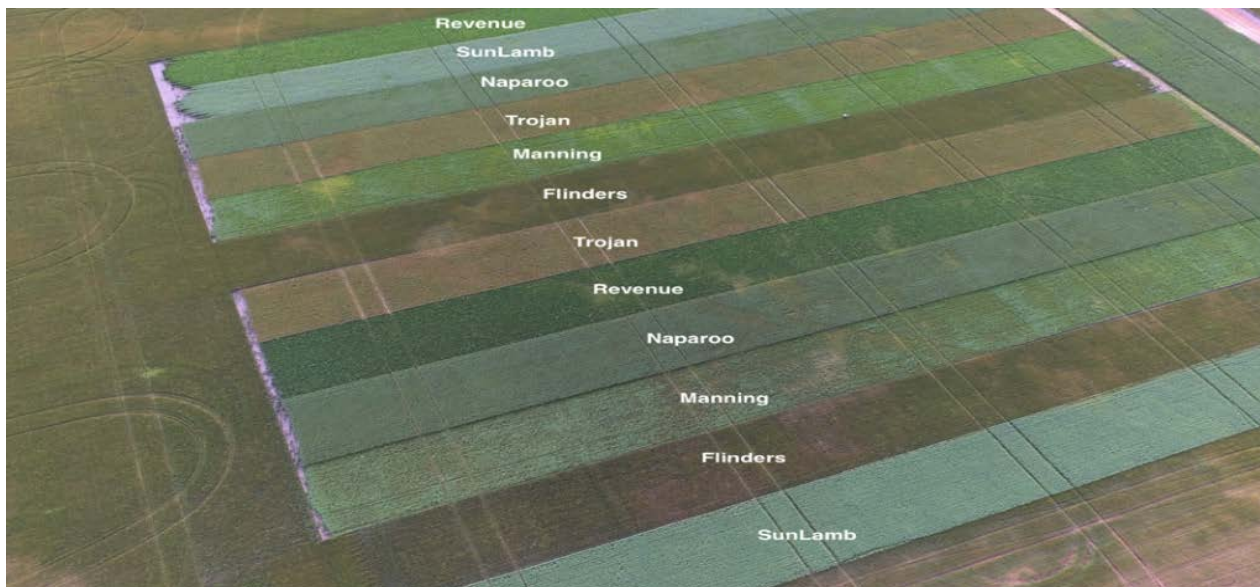 Revenue
SunLamb
Naparoo
Trojan
Manning
Flinders
Trojan
Revenue
Naparoo
Manning
Flinders
SunLamb